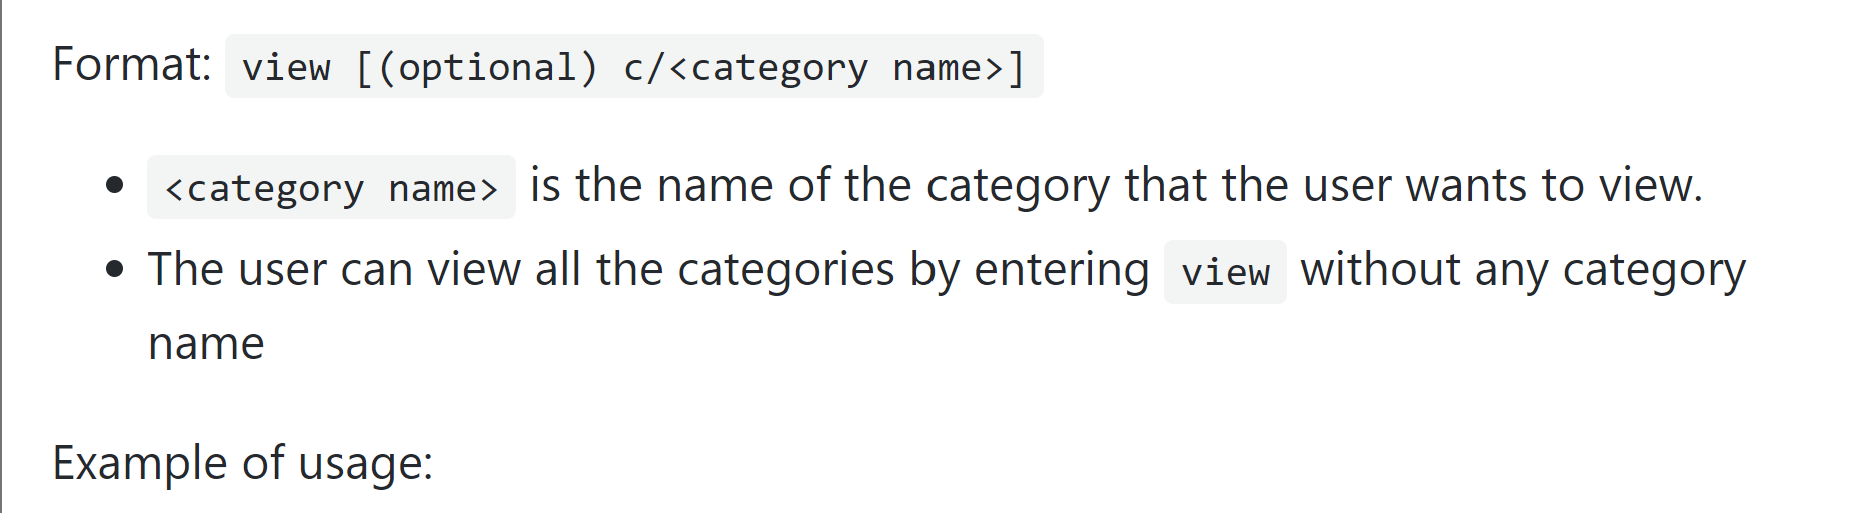 Format: view [(optional) c/<category name>]
• <category name> is the name of the category that the user wants to view.
• The user can view all the categories by entering view without any category
name
Example of usage: